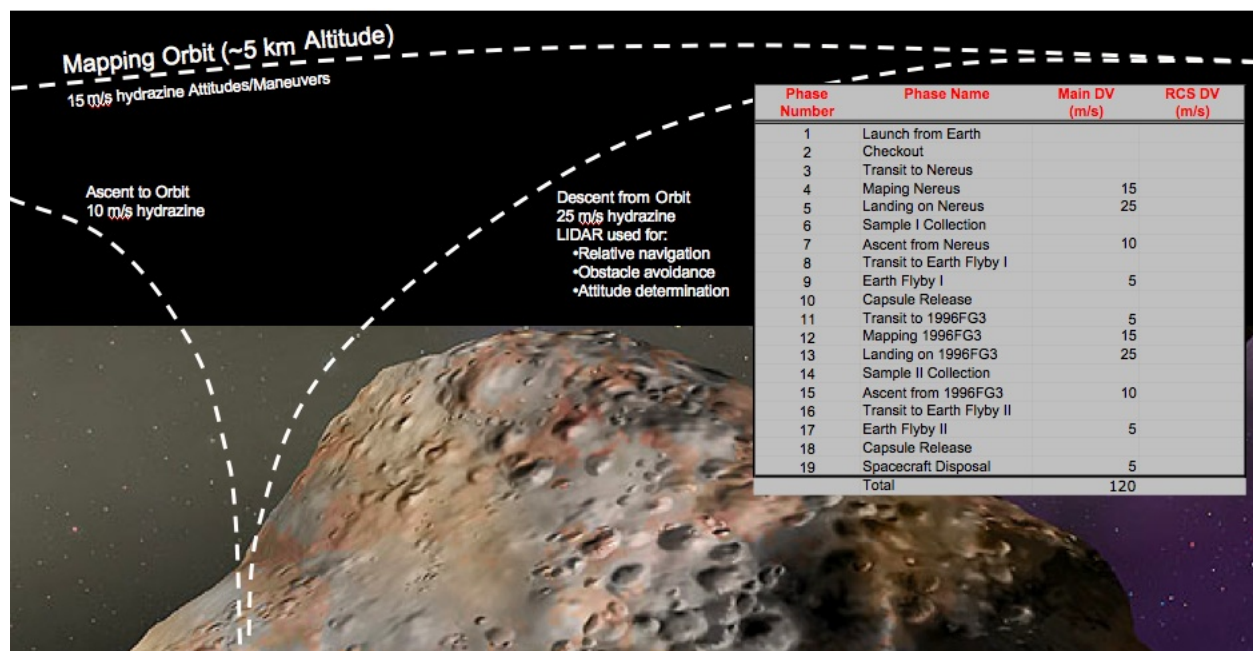 Mapping Orbit (~5 km Altitude)
15 m/s hydrazine Attitudes/Maneuvers
Ascent to Orbit
10 m/s hydrazine
Descent from Orbit
25 m/s hydrazine
LIDAR used for:
•Relative navigation
•Obstacle avoidance
•Attitude determination
Phase Number Phase Name Main DV (m/s) RCS DV (m/s)
1 Launch from Earth
2 Checkout
3 Transit to Nereus
4 Maping Nereus 15
5 Landing on Nereus 25
6 Sample I Collection
7 Ascent from Nereus 10
8 Transit to Earth Flyby I
9 Earth Flyby I 5
10 Capsule Release
11 Transit to 1996FG3 5
12 Mapping 1996FG3 15
13 Landing on 1996FG3 25
14 Sample II Collection
15 Ascent from 1996FG3 10
16 Transit to Earth Flyby II
17 Earth Flyby II 5
18 Capsule Release
19 Spacecraft Disposal 5
Total 120